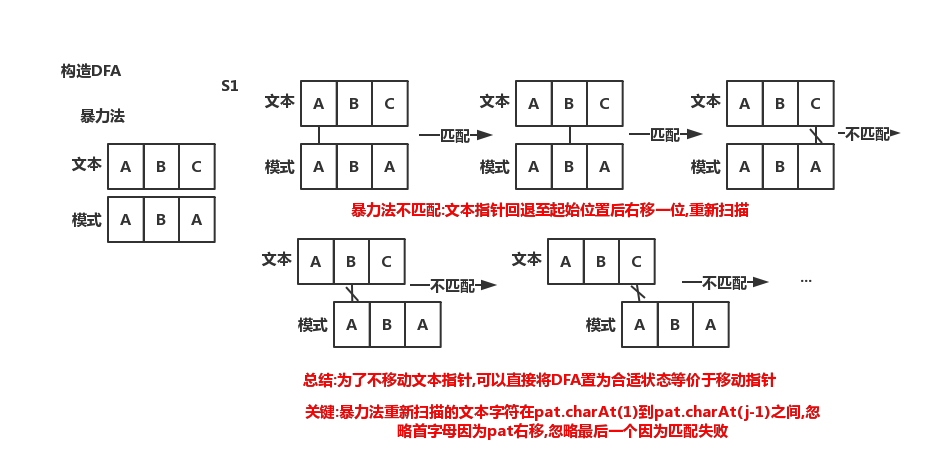 构造DFA
S1
暴力法
文本 A B C
模式 A B A
文本 A B C
模式 A B A
匹配
文本 A B C
模式 A B A
匹配
文本 A B C
模式 A B A
不匹配
暴力法不匹配:文本指针回退至起始位置后右移一位,重新扫描
文本 A B C
模式 A B A
不匹配
文本 A B C
模式 A B A
不匹配
...
总结:为了不移动文本指针,可以直接将DFA置为合适状态等价于移动指针
关键:暴力法重新扫描的文本字符在pat.charAt(1)到pat.charAt(j-1)之间,忽
略首字母因为pat右移,忽略最后一个因为匹配失败